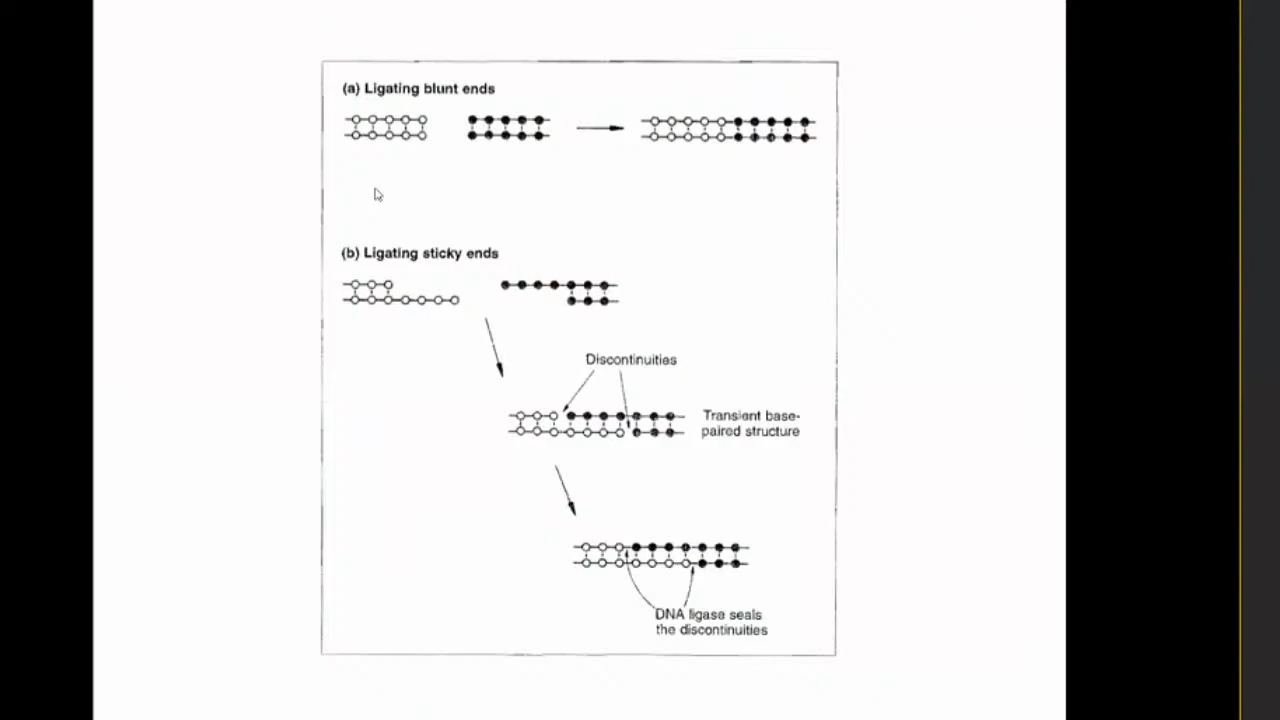 (a) Ligating blunt ends
(b) Ligating sticky ends
Discontinuities
Transient base-
paired structure
DNA ligase seals
the discontinuities